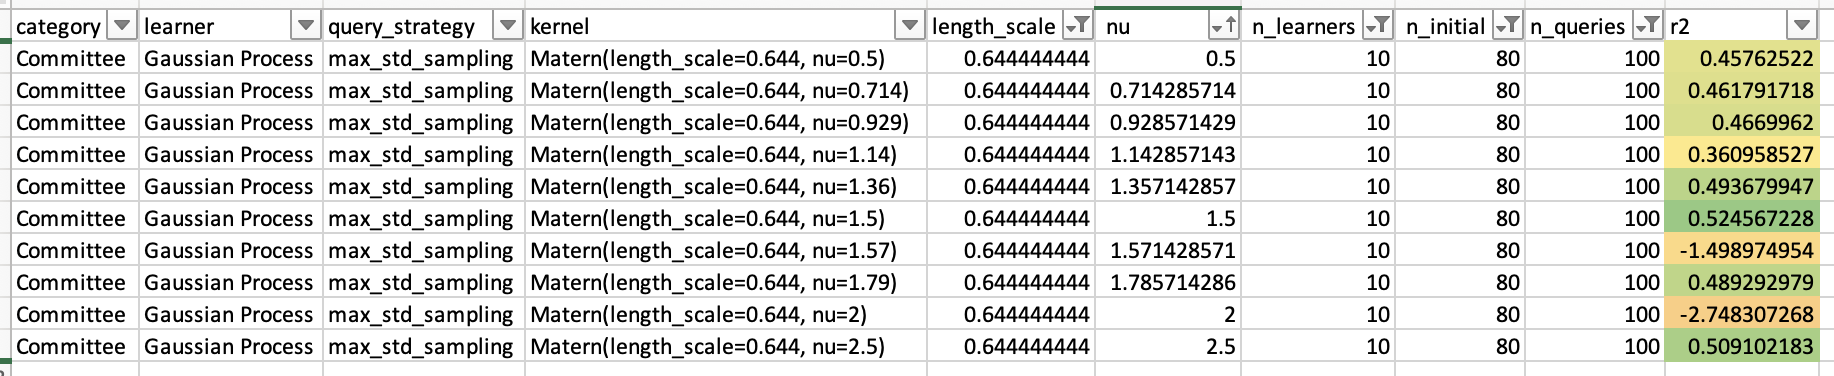 category learner query_strategy kernel length_scale nu n_learners n_initial n_queries r2
Committee Gaussian Process max_std_sampling Matern(length_scale=0.644, nu=0.5) 0.644444444 0.5 10 80 100 0.45762522
Committee Gaussian Process max_std_sampling Matern(length_scale=0.644, nu=0.714) 0.644444444 0.714285714 10 80 100 0.461791718
Committee Gaussian Process max_std_sampling Matern(length_scale=0.644, nu=0.929) 0.644444444 0.928571429 10 80 100 0.4669962
Committee Gaussian Process max_std_sampling Matern(length_scale=0.644, nu=1.14) 0.644444444 1.142857143 10 80 100 0.360958527
Committee Gaussian Process max_std_sampling Matern(length_scale=0.644, nu=1.36) 0.644444444 1.357142857 10 80 100 0.493679947
Committee Gaussian Process max_std_sampling Matern(length_scale=0.644, nu=1.5) 0.644444444 1.5 10 80 100 0.524567228
Committee Gaussian Process max_std_sampling Matern(length_scale=0.644, nu=1.57) 0.644444444 1.571428571 10 80 100 -1.498974954
Committee Gaussian Process max_std_sampling Matern(length_scale=0.644, nu=1.79) 0.644444444 1.785714286 10 80 100 0.489292979
Committee Gaussian Process max_std_sampling Matern(length_scale=0.644, nu=2) 0.644444444 2 10 80 100 -2.748307268
Committee Gaussian Process max_std_sampling Matern(length_scale=0.644, nu=2.5) 0.644444444 2.5 10 80 100 0.509102183